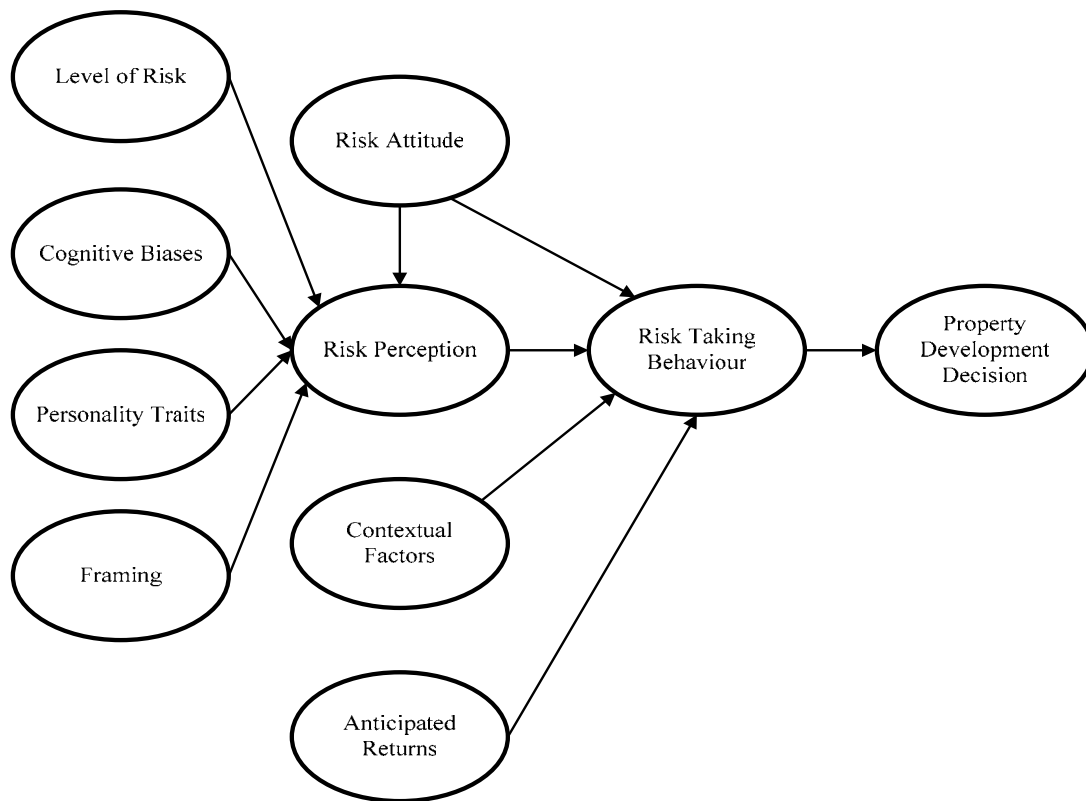 Level of Risk
Risk Attitude
Cognitive Biases
Risk Perception
Risk Taking
Behaviour
Property
Development
Decision
Personality Traits
Contextual
Factors
Framing
Anticipated
Returns